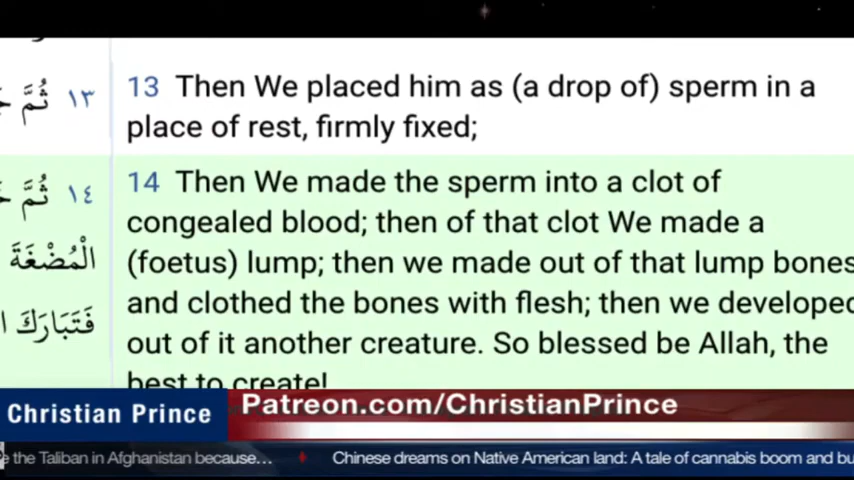 ١٣ ثُمَّ
13 Then We placed him as (a drop of) sperm in a
place of rest, firmly fixed;
١٤ ثُمَّ
14 Then We made the sperm into a clot of
congealed blood; then of that clot We made a
الْمُضْغَةَ
(foetus) lump; then we made out of that lump bones
and clothed the bones with flesh; then we developed
فَتَبَارَكَ
out of it another creature. So blessed be Allah, the
best to create!
Christian Prince
Patreon.com/ChristianPrince
the Taliban in Afghanistan because... Chinese dreams on Native American land: A tale of cannabis boom and